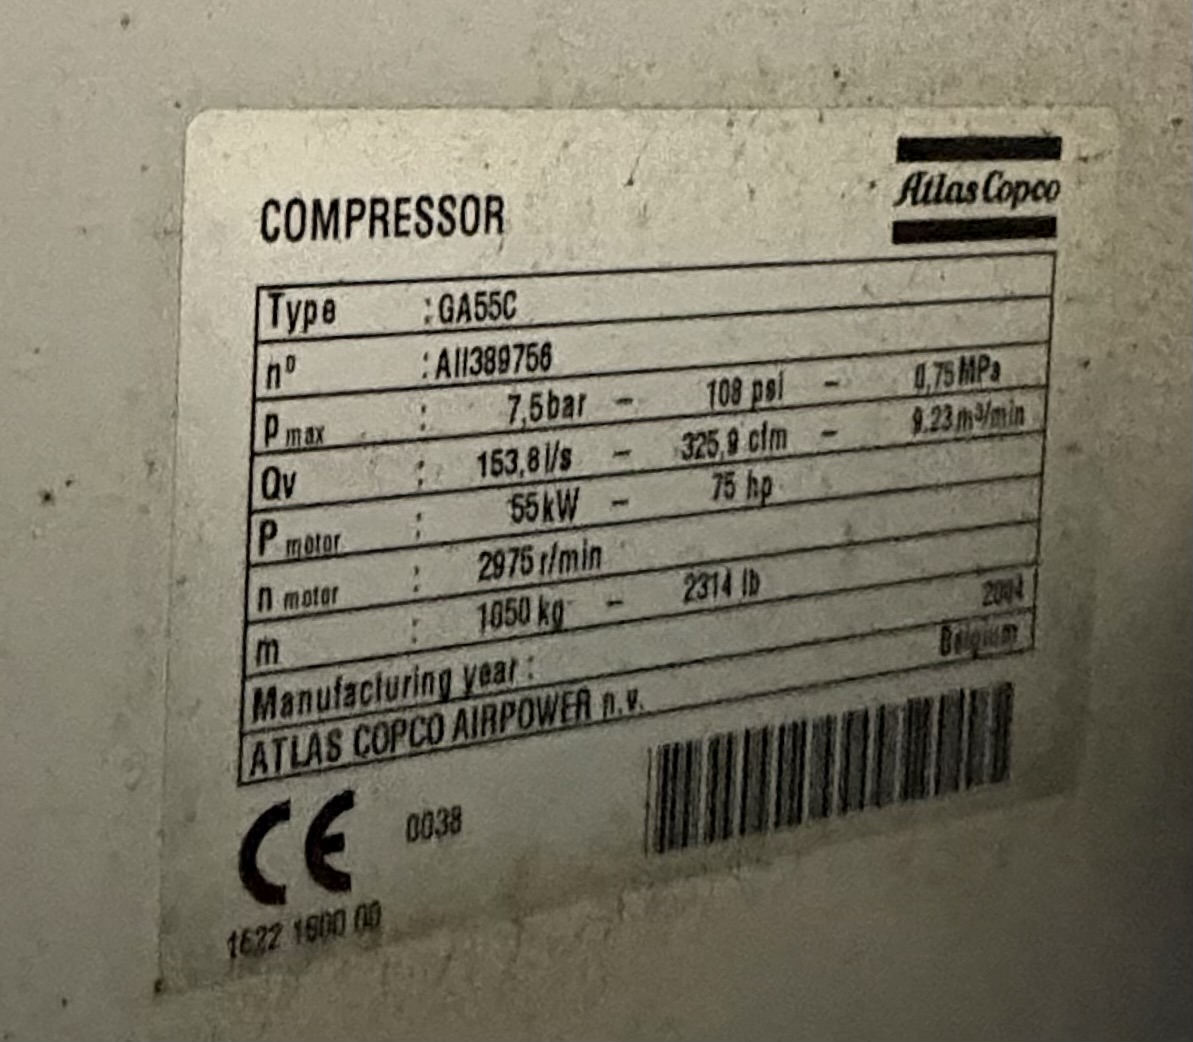 Atlas Copco
COMPRESSOR
Type : GA55C
n° : AII389756
P max : 7,5 bar – 108 psi – 0,75 MPa
Qv : 153,8 l/s – 325,9 cfm – 9.23 m³/min
P motor : 55 kW – 75 hp
n motor : 2975 r/min
m : 1050 kg – 2314 lb
Manufacturing year : 2004
ATLAS COPCO AIRPOWER n.v. Belgium
CE 0038
1622 1600 00